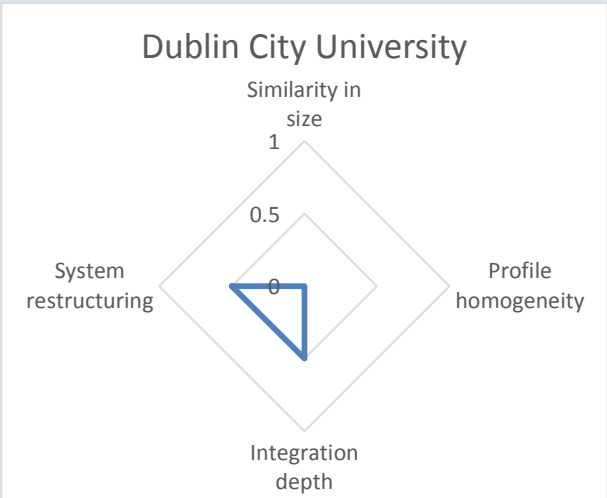 Dublin City University
Similarity in
size
1
0.5
0
System
restructuring
Profile
homogeneity
Integration
depth